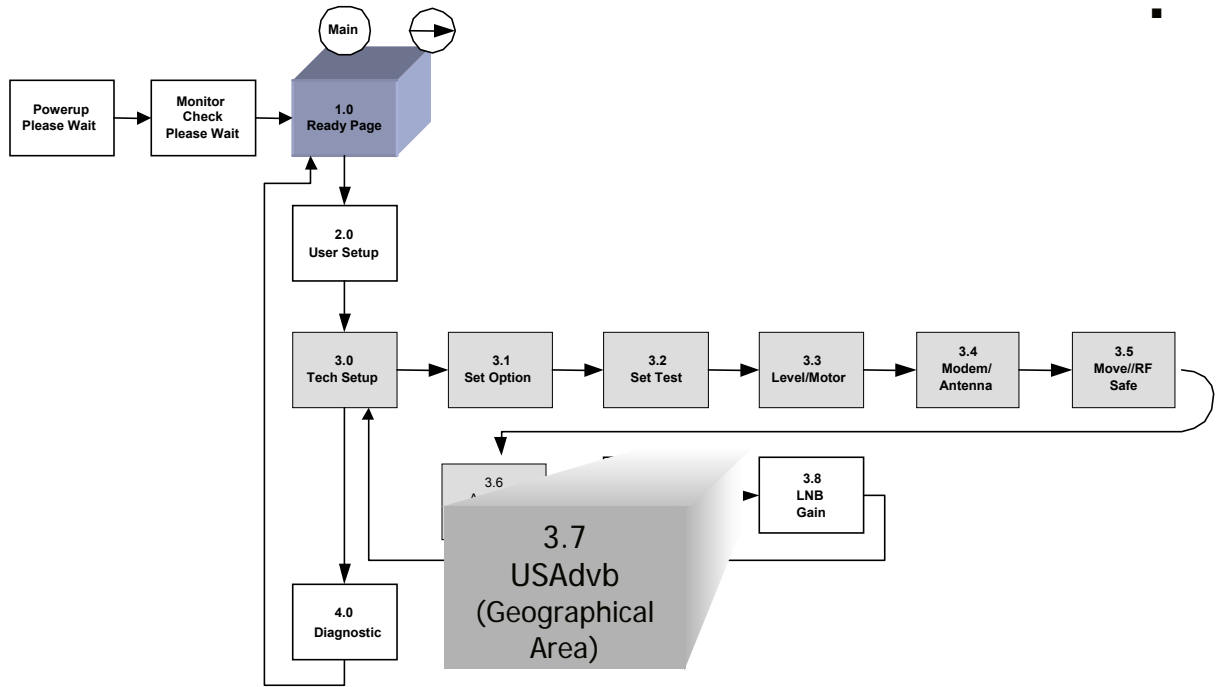 Main
Powerup
Please Wait
Monitor
Check
Please Wait
1.0
Ready Page
2.0
User Setup
3.0
Tech Setup
3.1
Set Option
3.2
Set Test
3.3
Level/Motor
3.4
Modem/
Antenna
3.5
Move//RF
Safe
3.6
3.8
LNB
Gain
3.7
USAdvb
(Geographical
Area)
4.0
Diagnostic